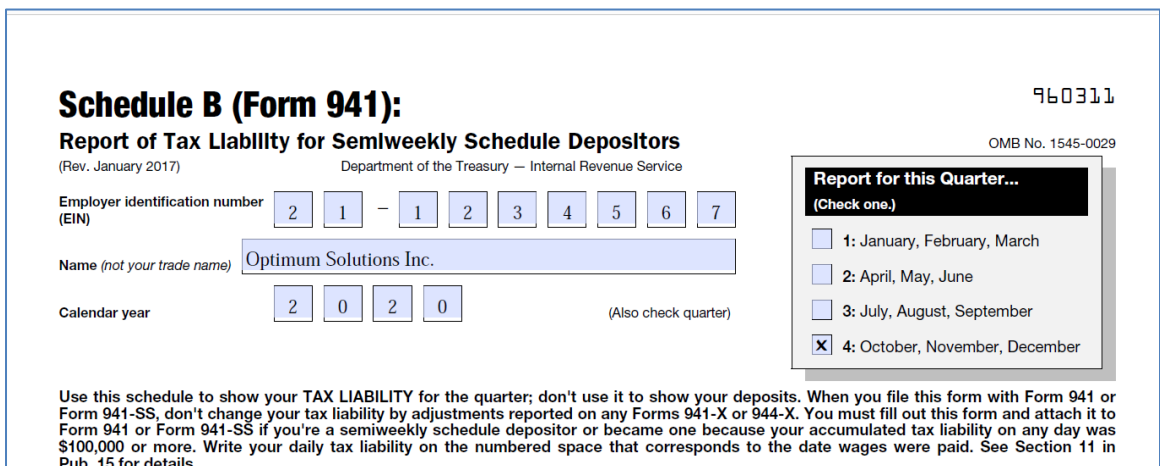 Schedule B (Form 941):
960311
Report of Tax Liability for Semiweekly Schedule Depositors
OMB No. 1545-0029
(Rev. January 2017) Department of the Treasury — Internal Revenue Service
Employer identification number (EIN)
2 1 – 1 2 3 4 5 6 7
Name (not your trade name) Optimum Solutions Inc.
Calendar year 2 0 2 0 (Also check quarter)
Report for this Quarter...
(Check one.)
1: January, February, March
2: April, May, June
3: July, August, September
X 4: October, November, December
Use this schedule to show your TAX LIABILITY for the quarter; don't use it to show your deposits. When you file this form with Form 941 or
Form 941-SS, don't change your tax liability by adjustments reported on any Forms 941-X or 944-X. You must fill out this form and attach it to
Form 941 or Form 941-SS if you're a semiweekly schedule depositor or became one because your accumulated tax liability on any day was
$100,000 or more. Write your daily tax liability on the numbered space that corresponds to the date wages were paid. See Section 11 in
Pub. 15 for details.